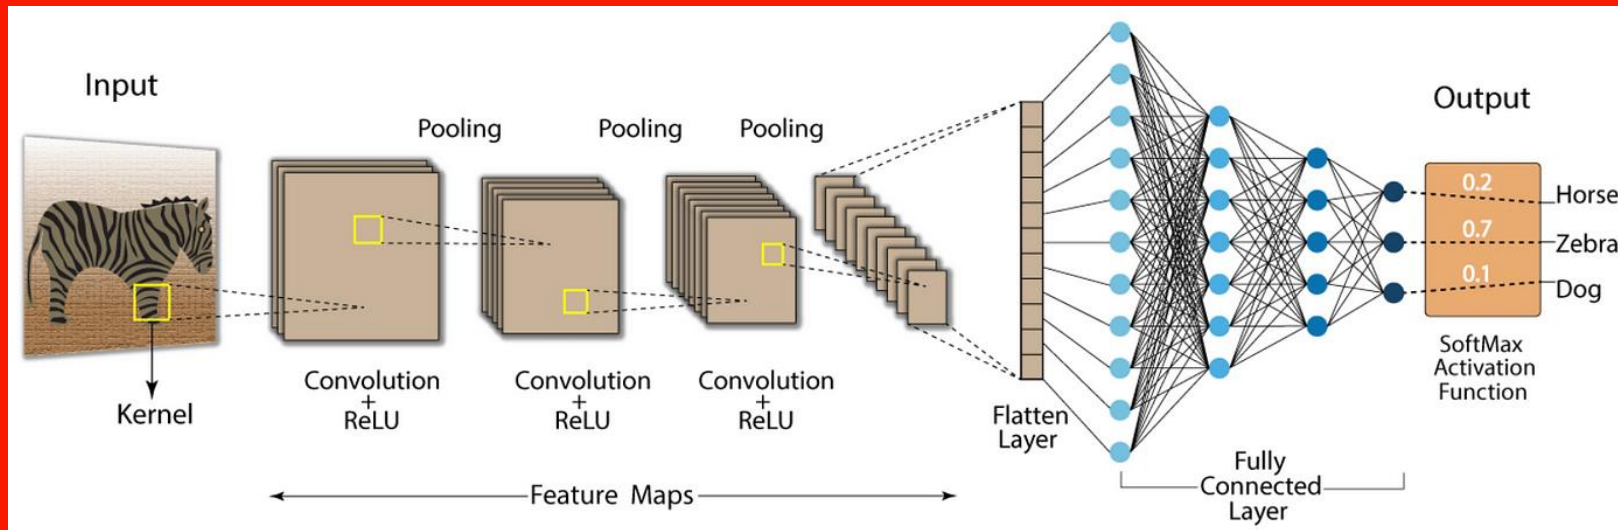 Input
Kernel
Pooling
Pooling
Pooling
Convolution
+
ReLU
Convolution
+
ReLU
Convolution
+
ReLU
Feature Maps
Flatten
Layer
Fully
Connected
Layer
Output
0.2
Horse
0.7
Zebra
0.1
Dog
SoftMax
Activation
Function